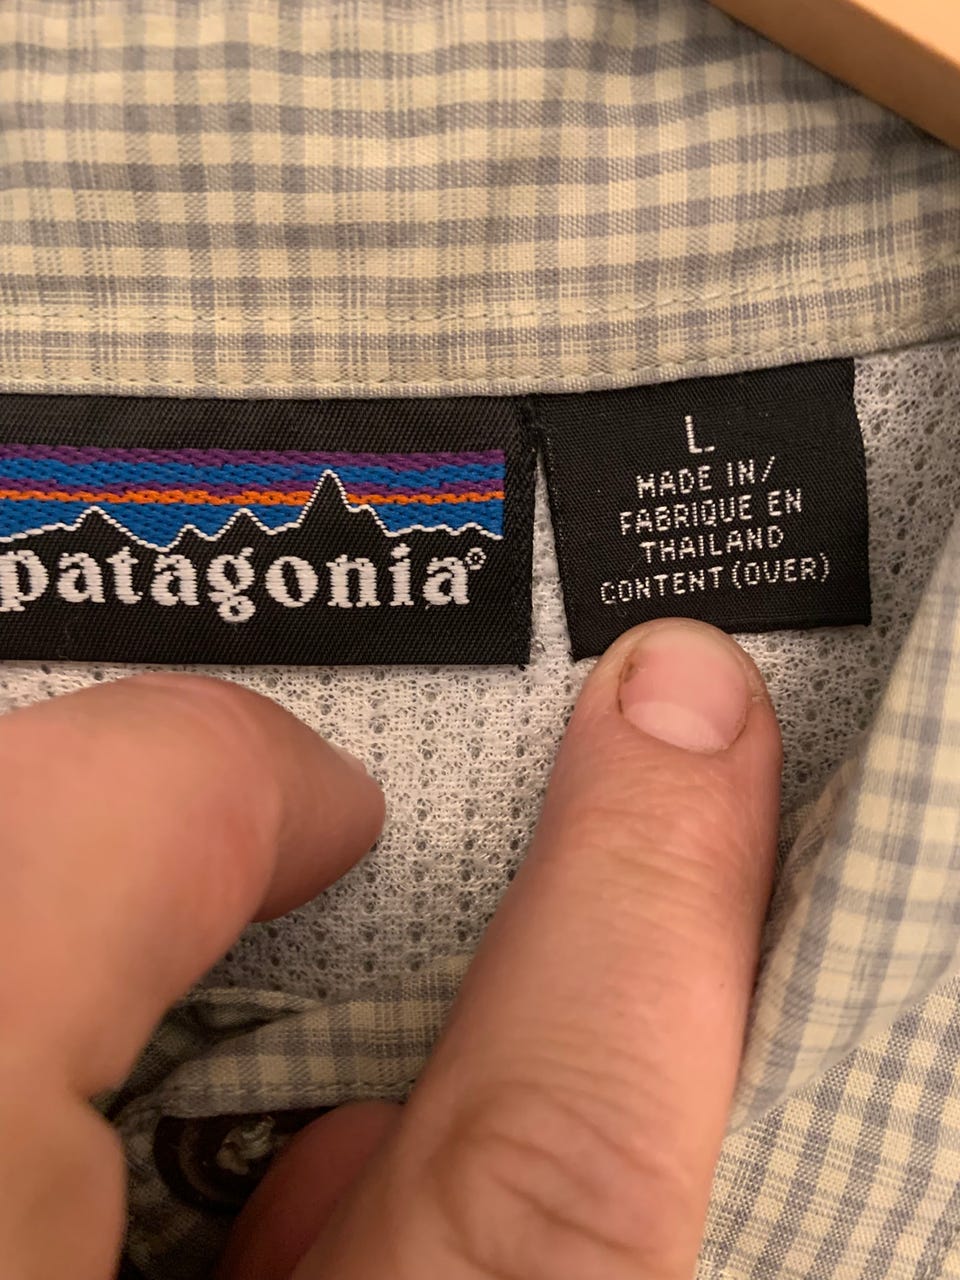 patagonia®
L
MADE IN/
FABRIQUE EN
THAILAND
CONTENT (OVER)